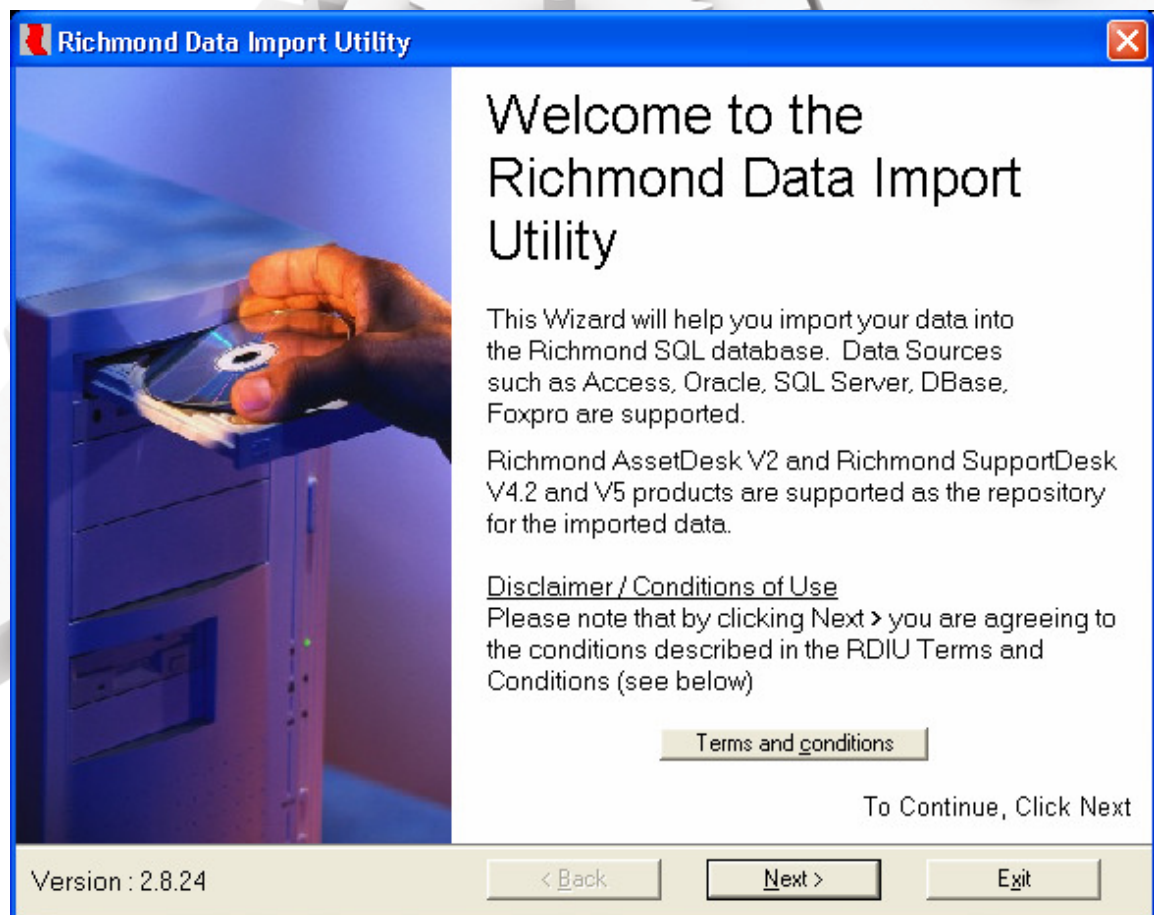 Richmond Data Import Utility
Welcome to the
Richmond Data Import
Utility
This Wizard will help you import your data into
the Richmond SQL database. Data Sources
such as Access, Oracle, SQL Server, DBase,
Foxpro are supported.
Richmond AssetDesk V2 and Richmond SupportDesk
V4.2 and V5 products are supported as the repository
for the imported data.
Disclaimer / Conditions of Use
Please note that by clicking Next > you are agreeing to
the conditions described in the RDIU Terms and
Conditions (see below)
Terms and conditions
To Continue, Click Next
Version : 2.8.24
< Back
Next >
Exit